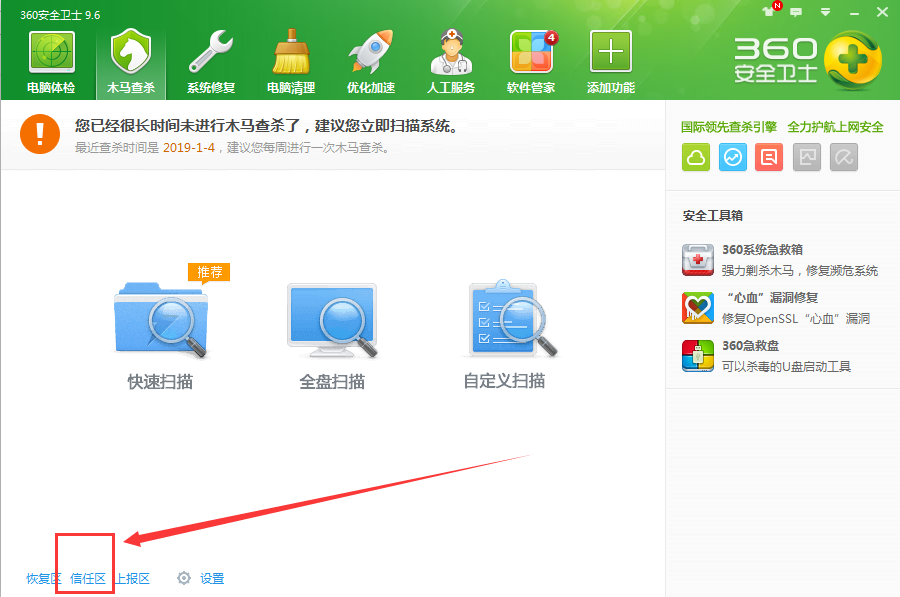 360安全卫士 9.6
N
电脑体检
木马查杀
系统修复
电脑清理
优化加速
人工服务
4
软件管家
添加功能
360
安全卫士
您已经很长时间未进行木马查杀了，建议您立即扫描系统。
最近查杀时间是 2019-1-4，建议您每周进行一次木马查杀。
国际领先查杀引擎 全力护航上网安全
推荐
快速扫描
全盘扫描
自定义扫描
安全工具箱
360系统急救箱
强力剿杀木马，修复濒危系统
“心血”漏洞修复
修复OpenSSL“心血”漏洞
360急救盘
可以杀毒的U盘启动工具
恢复区
信任区
上报区
设置